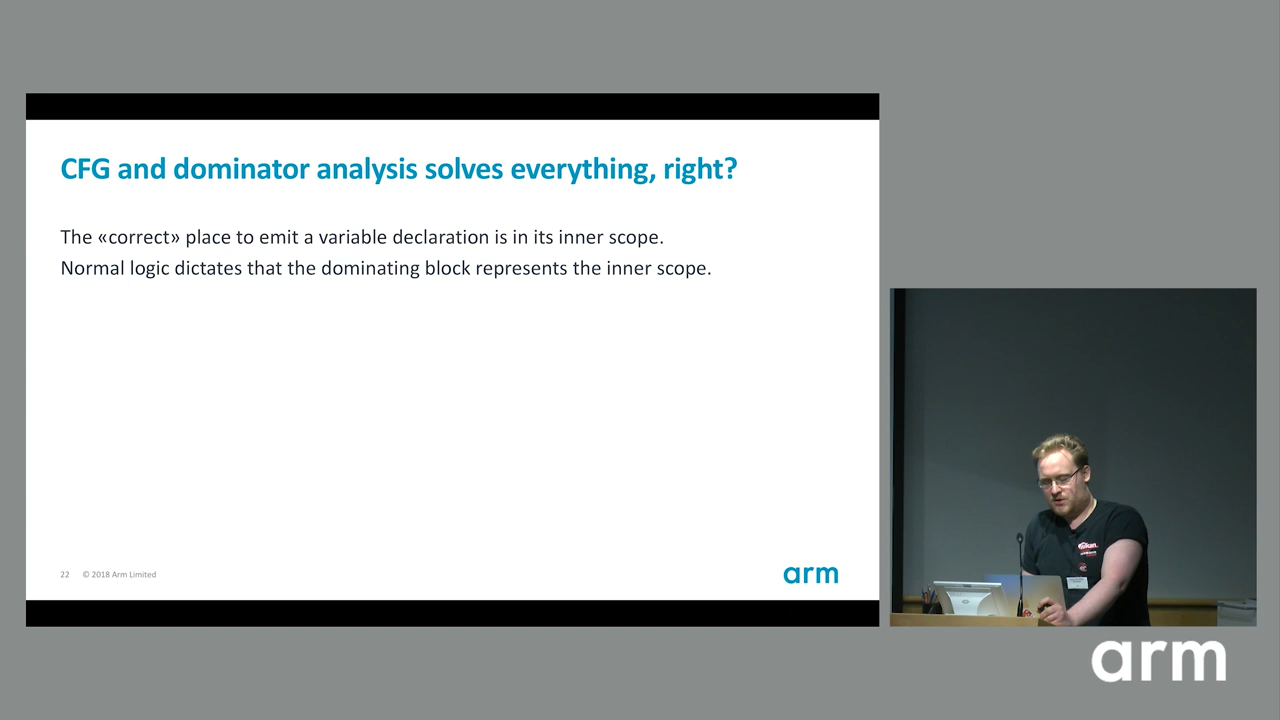 CFG and dominator analysis solves everything, right?
The «correct» place to emit a variable declaration is in its inner scope.
Normal logic dictates that the dominating block represents the inner scope.
22 © 2018 Arm Limited
arm
arm